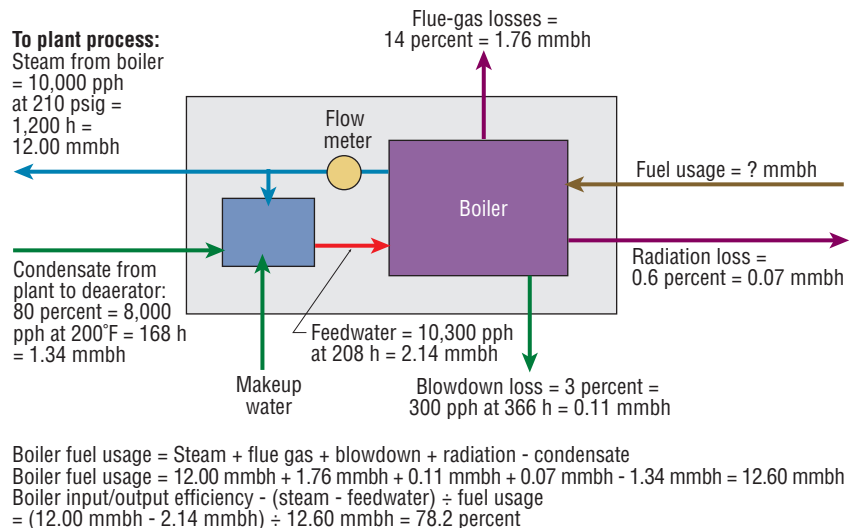 Flue-gas losses =
14 percent = 1.76 mmbh
To plant process:
Steam from boiler
= 10,000 pph
at 210 psig =
1,200 h =
12.00 mmbh
Flow
meter
Fuel usage = ? mmbh
Boiler
Radiation loss =
0.6 percent = 0.07 mmbh
Condensate from
plant to deaerator:
80 percent = 8,000
pph at 200°F = 168 h
= 1.34 mmbh
Feedwater = 10,300 pph
at 208 h = 2.14 mmbh
Makeup
water
Blowdown loss = 3 percent =
300 pph at 366 h = 0.11 mmbh
Boiler fuel usage = Steam + flue gas + blowdown + radiation - condensate
Boiler fuel usage = 12.00 mmbh + 1.76 mmbh + 0.11 mmbh + 0.07 mmbh - 1.34 mmbh = 12.60 mmbh
Boiler input/output efficiency - (steam - feedwater) ÷ fuel usage
= (12.00 mmbh - 2.14 mmbh) ÷ 12.60 mmbh = 78.2 percent